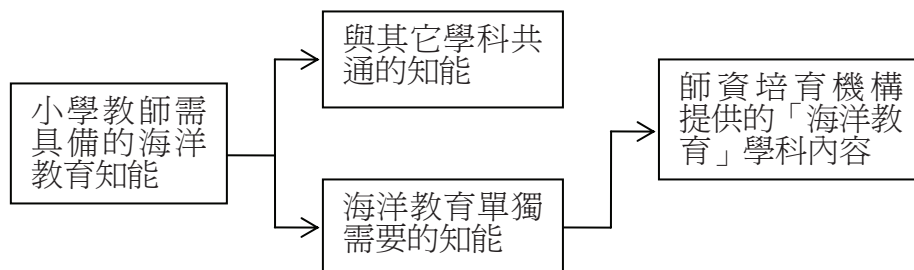 小學教師需
具備的海洋
教育知能
與其它學科共
通的知能
海洋教育單獨
需要的知能
師資培育機構
提供的「海洋教
育」學科內容